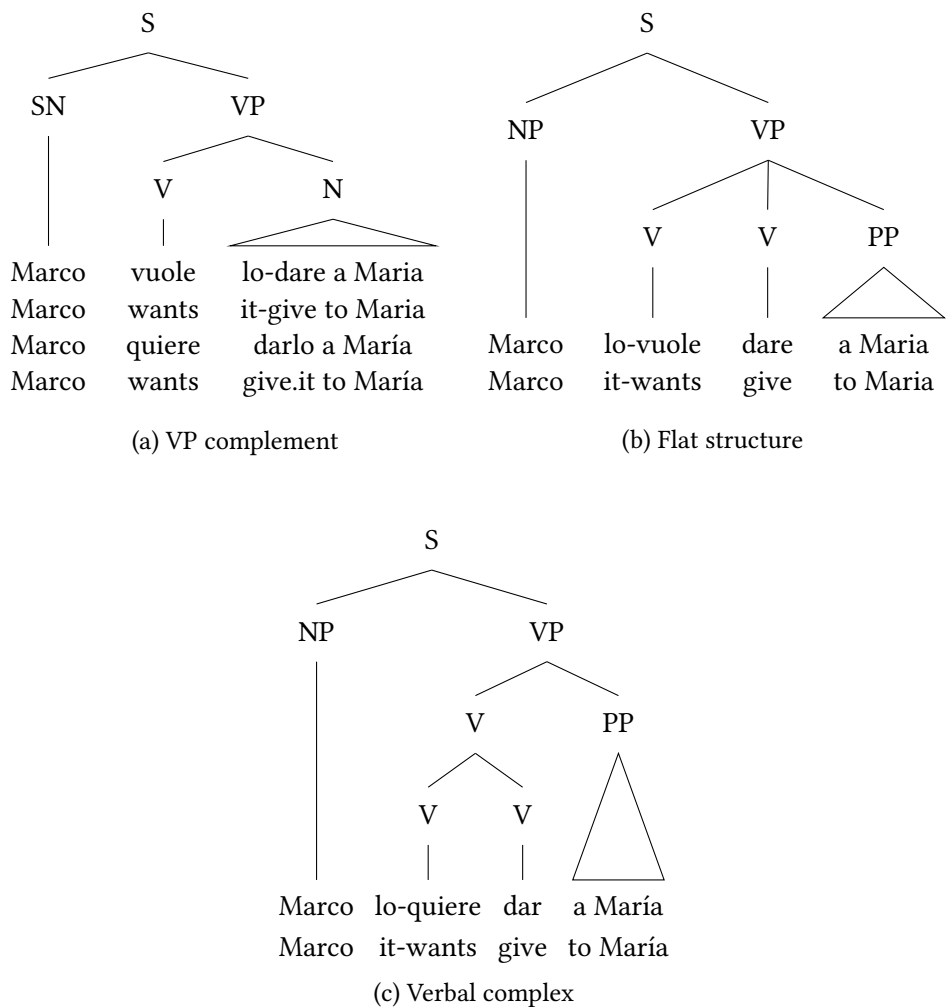 S
SN VP
V N
Marco vuole lo-dare a Maria
Marco wants it-give to Maria
Marco quiere darlo a María
Marco wants give.it to María
(a) VP complement
S
NP VP
V V PP
Marco lo-vuole dare a Maria
Marco it-wants give to Maria
(b) Flat structure
S
NP VP
V PP
V V
Marco lo-quiere dar a María
Marco it-wants give to María
(c) Verbal complex